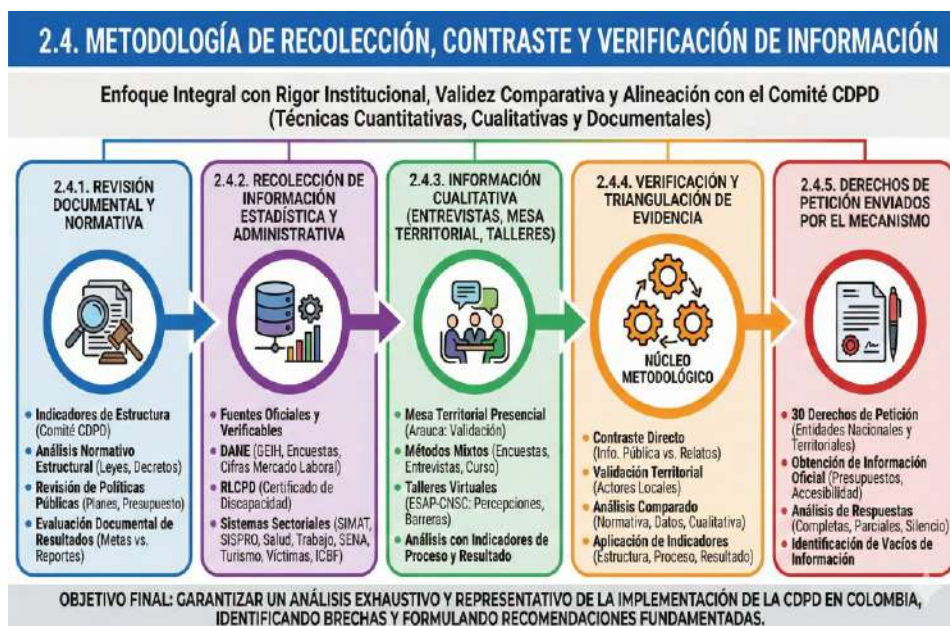 2.4. METODOLOGÍA DE RECOLECCIÓN, CONTRASTE Y VERIFICACIÓN DE INFORMACIÓN
Enfoque Integral con Rigor Institucional, Validez Comparativa y Alineación con el Comité CDPD
(Técnicas Cuantitativas, Cualitativas y Documentales)
2.4.1. REVISIÓN
DOCUMENTAL Y
NORMATIVA
• Indicadores de Estructura
(Comité CDPD)
• Análisis Normativo
Estructural (Leyes, Decretos)
• Revisión de Políticas
Públicas (Planes, Presupuesto)
• Evaluación Documental de
Resultados (Metas vs.
Reportes)
2.4.2. RECOLECCIÓN DE
INFORMACIÓN
ESTADÍSTICA Y
ADMINISTRATIVA
• Fuentes Oficiales y
Verificables
• DANE (GEIH, Encuestas,
Cifras Mercado Laboral)
• RLCPD (Certificado de
Discapacidad)
• Sistemas Sectoriales (SIMAT,
SISPRO, Salud, Trabajo, SENA,
Turismo, Víctimas, ICBF)
2.4.3. INFORMACIÓN
CUALITATIVA
(ENTREVISTAS, MESA
TERRITORIAL, TALLERES)
• Mesa Territorial Presencial
(Arauca: Validación)
• Métodos Mixtos (Encuestas,
Entrevistas, Curso)
• Talleres Virtuales
(ESAP-CNSC: Percepciones,
Barreras)
• Análisis con Indicadores de
Proceso y Resultado
2.4.4. VERIFICACIÓN Y
TRIANGULACIÓN DE
EVIDENCIA
NÚCLEO
METODOLÓGICO
• Contraste Directo
(Info. Pública vs. Relatos)
• Validación Territorial
(Actores Locales)
• Análisis Comparado
(Normativa, Datos, Cualitativa)
• Aplicación de Indicadores
(Estructura, Proceso, Resultado)
2.4.5. DERECHOS DE
PETICIÓN ENVIADOS
POR EL MECANISMO
• 30 Derechos de Petición
(Entidades Nacionales y
Territoriales)
• Obtención de Información
Oficial (Presupuestos,
Accesibilidad)
• Análisis de Respuestas
(Completas, Parciales, Silencio)
• Identificación de Vacíos de
Información
OBJETIVO FINAL: GARANTIZAR UN ANÁLISIS EXHAUSTIVO Y REPRESENTATIVO DE LA IMPLEMENTACIÓN DE LA CDPD EN COLOMBIA,
IDENTIFICANDO BRECHAS Y FORMULANDO RECOMENDACIONES FUNDAMENTADAS.